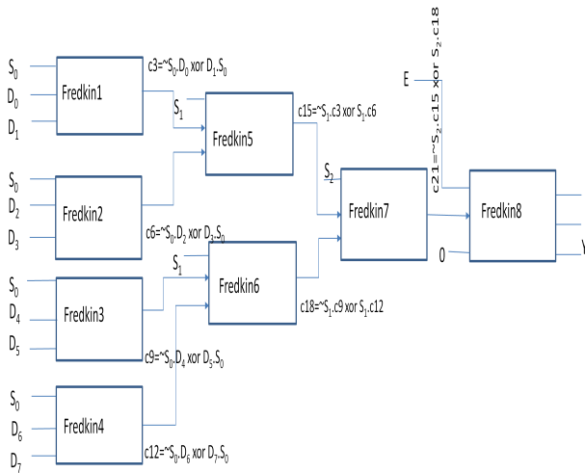 S0
D0
D1
Fredkin1
c3=~S0.D0 xor D1.S0
S0
D2
D3
Fredkin2
c6=~S0.D2 xor D3.S0
S0
D4
D5
Fredkin3
c9=~S0.D4 xor D5.S0
S0
D6
D7
Fredkin4
c12=~S0.D6 xor D7.S0
S1
Fredkin5
c15=~S1.c3 xor S1.c6
S1
Fredkin6
c18=~S1.c9 xor S1.c12
S2
Fredkin7
c21=~S2.c15 xor S2.c18
E
0
Fredkin8
Y